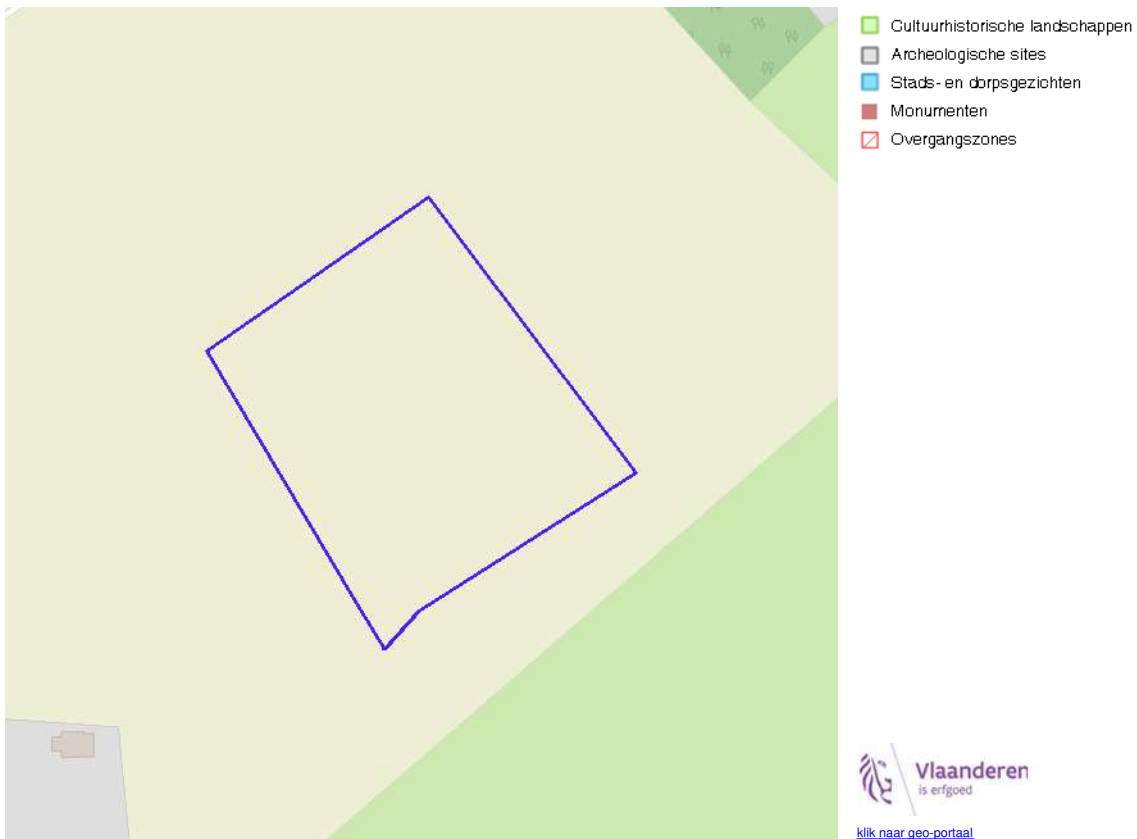 Cultuurhistorische landschappen
Archeologische sites
Stads- en dorpsgezichten
Monumenten
Overgangszones
Vlaanderen
is erfgoed
klik naar geo-portaal